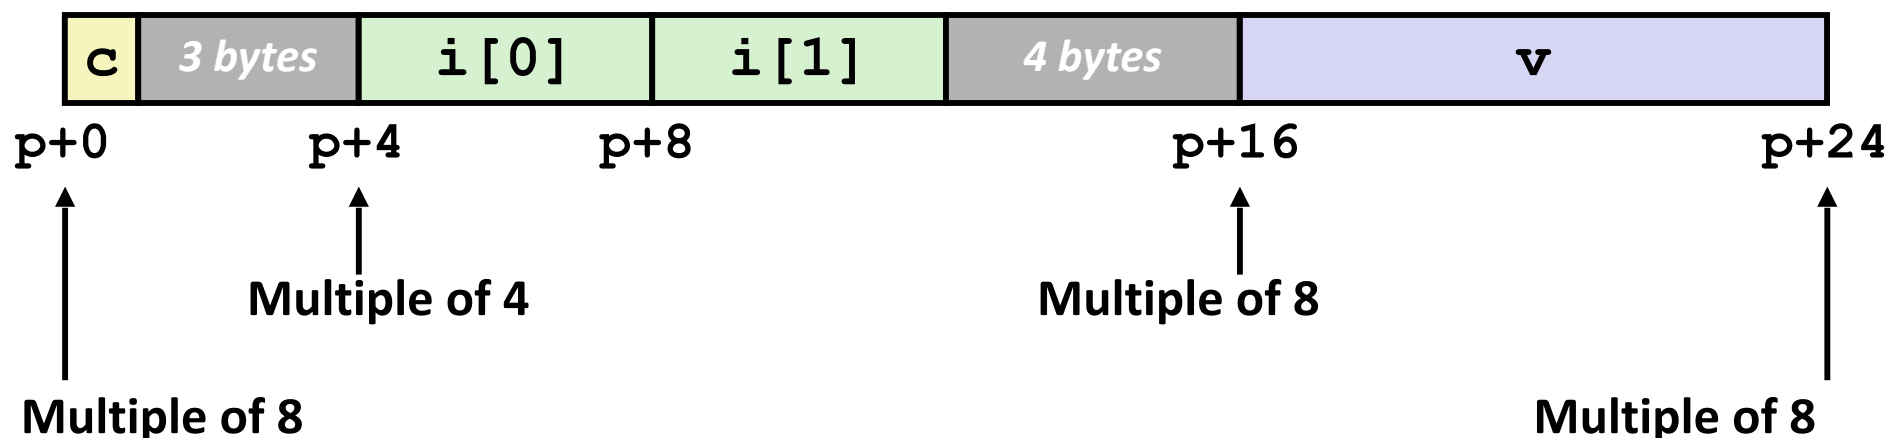 c 3 bytes i[0] i[1] 4 bytes v
p+0 p+4 p+8 p+16 p+24
Multiple of 4 Multiple of 8
Multiple of 8 Multiple of 8